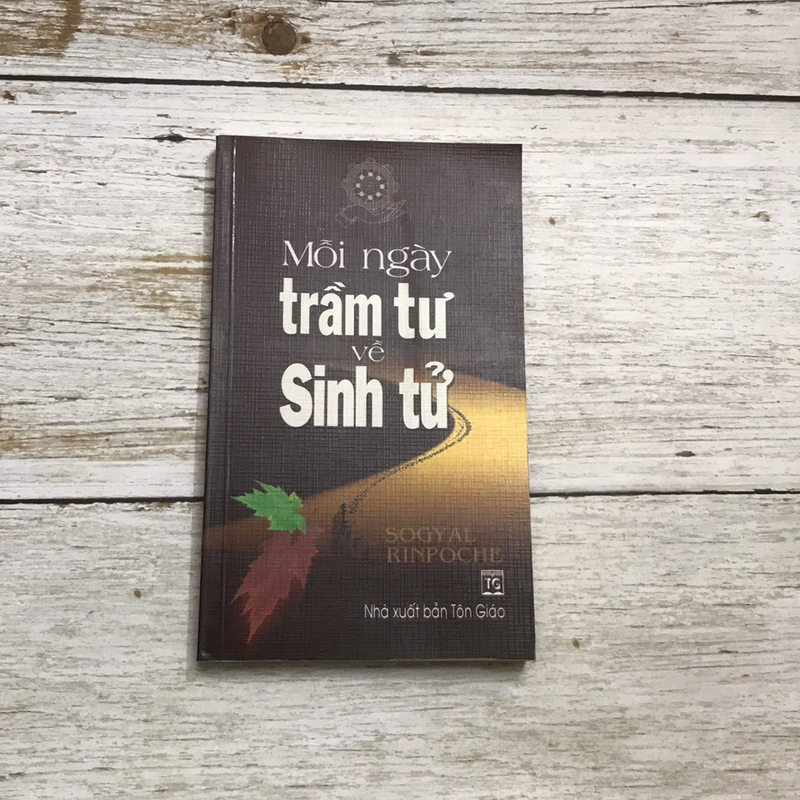 Mỗi ngày
trầm tư
về
Sinh tử
SOGYAL
RINPOCHE
TG
Nhà xuất bản Tôn Giáo